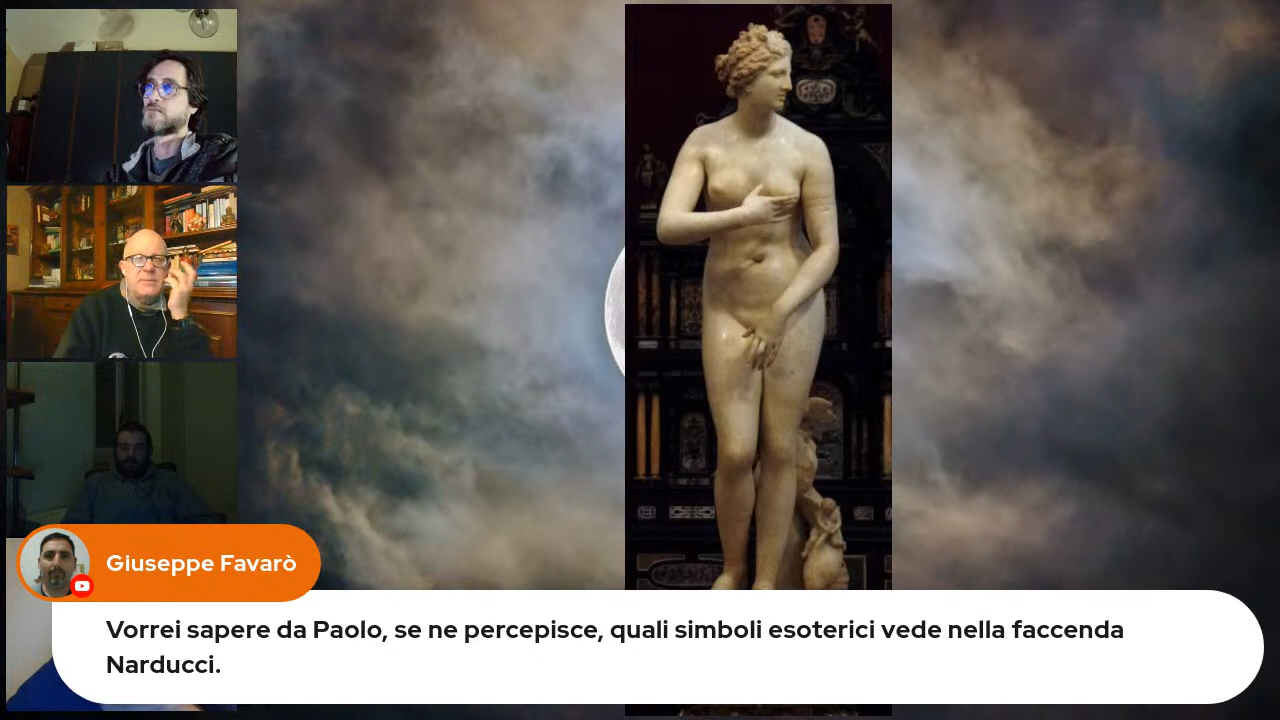 Giuseppe Favarò
Vorrei sapere da Paolo, se ne percepisce, quali simboli esoterici vede nella faccenda
Narducci.